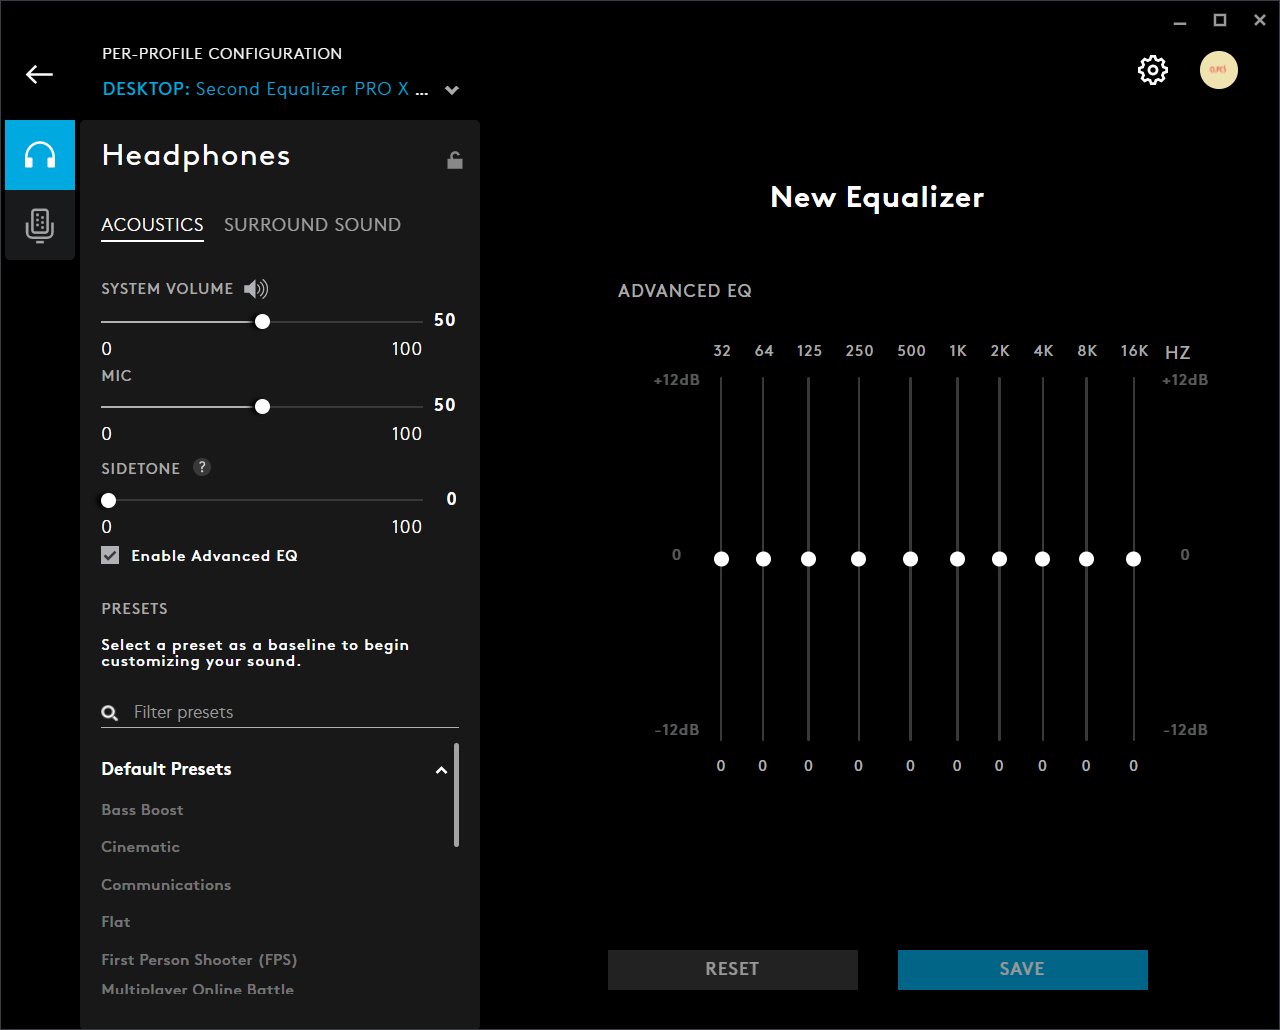 PER-PROFILE CONFIGURATION
DESKTOP: Second Equalizer PRO X ...
Headphones
ACOUSTICS SURROUND SOUND
SYSTEM VOLUME
50
0 100
MIC
50
0 100
SIDETONE ?
0
0 100
Enable Advanced EQ
PRESETS
Select a preset as a baseline to begin
customizing your sound.
Filter presets
Default Presets
Bass Boost
Cinematic
Communications
Flat
First Person Shooter (FPS)
Multiplayer Online Battle
New Equalizer
ADVANCED EQ
32 64 125 250 500 1K 2K 4K 8K 16K HZ
+12dB +12dB
0 0
-12dB -12dB
0 0 0 0 0 0 0 0 0 0
RESET SAVE